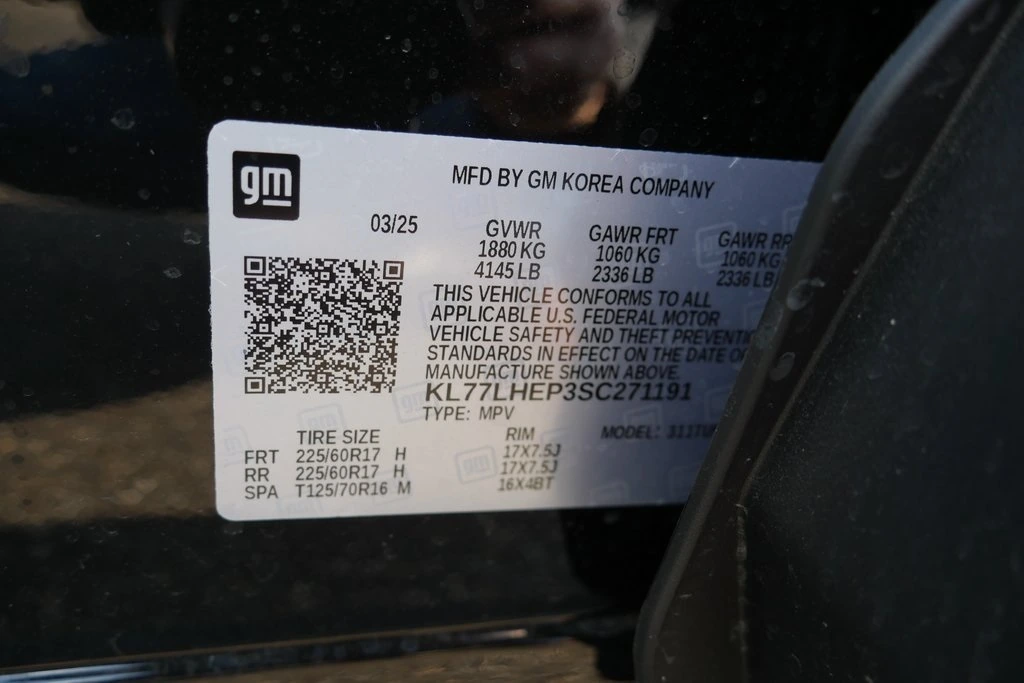 gm
MFD BY GM KOREA COMPANY
03/25
GVWR GAWR FRT GAWR RR
1880 KG 1060 KG 1060 KG
4145 LB 2336 LB 2336 LB
THIS VEHICLE CONFORMS TO ALL
APPLICABLE U.S. FEDERAL MOTOR
VEHICLE SAFETY AND THEFT PREVENTI
STANDARDS IN EFFECT ON THE DATE OF
MANUFACTURE SHOWN ABOVE.
KL77LHEP3SC271191
TYPE: MPV
TIRE SIZE RIM MODEL:
FRT 225/60R17 H 17X7.5J
RR 225/60R17 H 17X7.5J
SPA T125/70R16 M 16X4BT